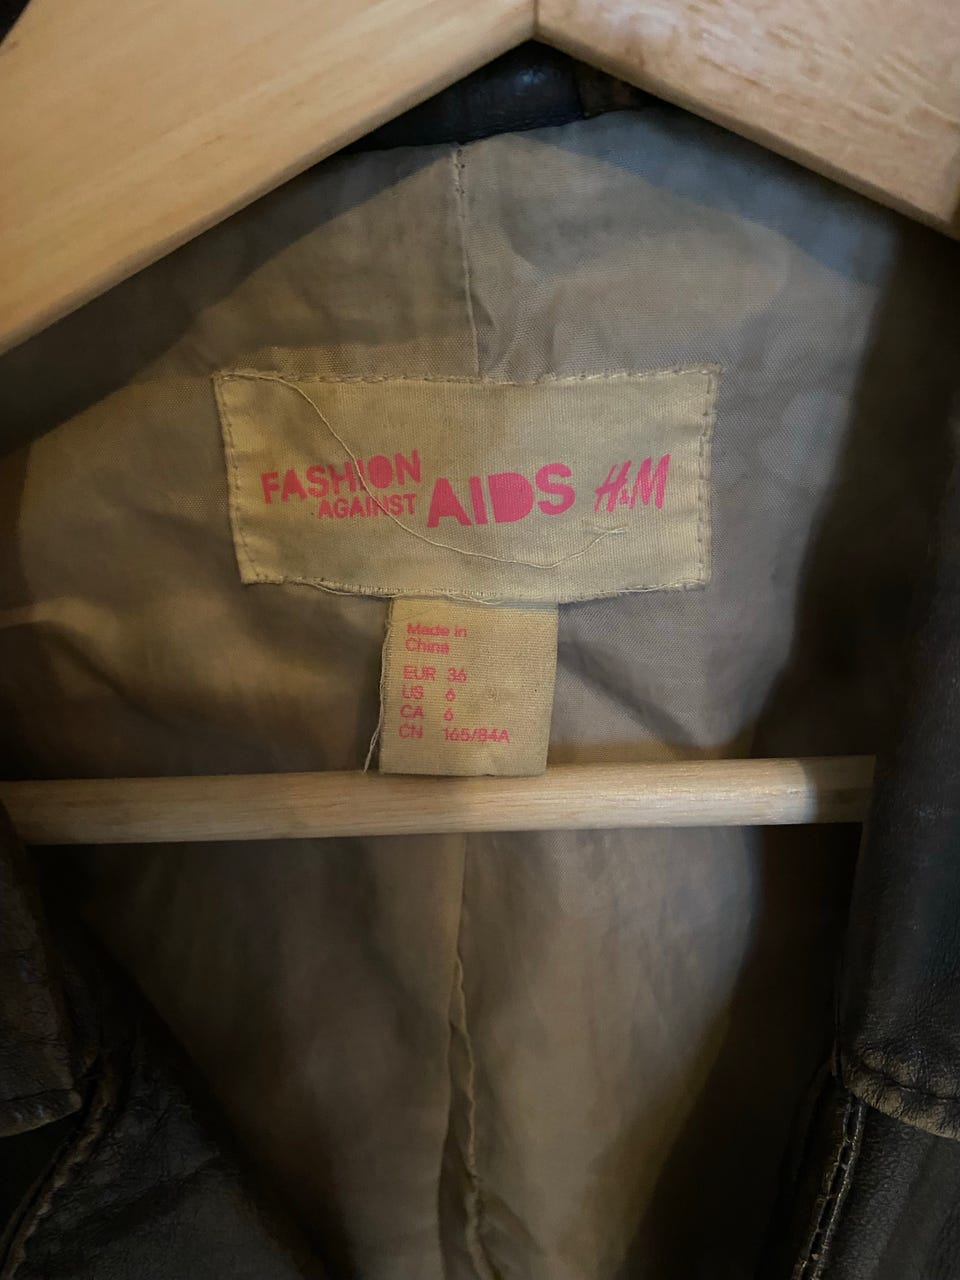 FASHION
AGAINST AIDS H&M
Made in
China
EUR 36
US 6
CA 6
CN 165/84A